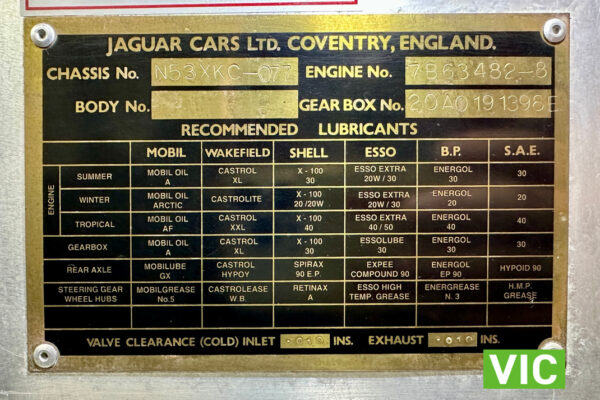 JAGUAR CARS LTD. COVENTRY, ENGLAND.
CHASSIS No. N53XKC-077 ENGINE No. 7B63482-8
BODY No. GEAR BOX No. 20A0191396E
RECOMMENDED LUBRICANTS
MOBIL WAKEFIELD SHELL ESSO B.P. S.A.E.
ENGINE
SUMMER MOBIL OIL A CASTROL XL X - 100 30 ESSO EXTRA 20W / 30 ENERGOL 30 30
WINTER MOBIL OIL ARCTIC CASTROLITE X - 100 20 / 20W ESSO EXTRA 20W / 30 ENERGOL 20 20
TROPICAL MOBIL OIL AF CASTROL XXL X - 100 40 ESSO EXTRA 40 / 50 ENERGOL 40 40
GEARBOX MOBIL OIL A CASTROL XL X - 100 30 ESSOLUBE 30 ENERGOL 30 30
REAR AXLE MOBILUBE GX CASTROL HYPOY SPIRAX 90 E.P. EXPEE COMPOUND 90 ENERGOL EP 90 HYPOID 90
STEERING GEAR WHEEL HUBS MOBILGREASE No.5 CASTROLEASE W.B. RETINAX A ESSO HIGH TEMP. GREASE ENERGREASE N. 3 H.M.P. GREASE
VALVE CLEARANCE (COLD) INLET .010 INS. EXHAUST .010 INS.
VIC